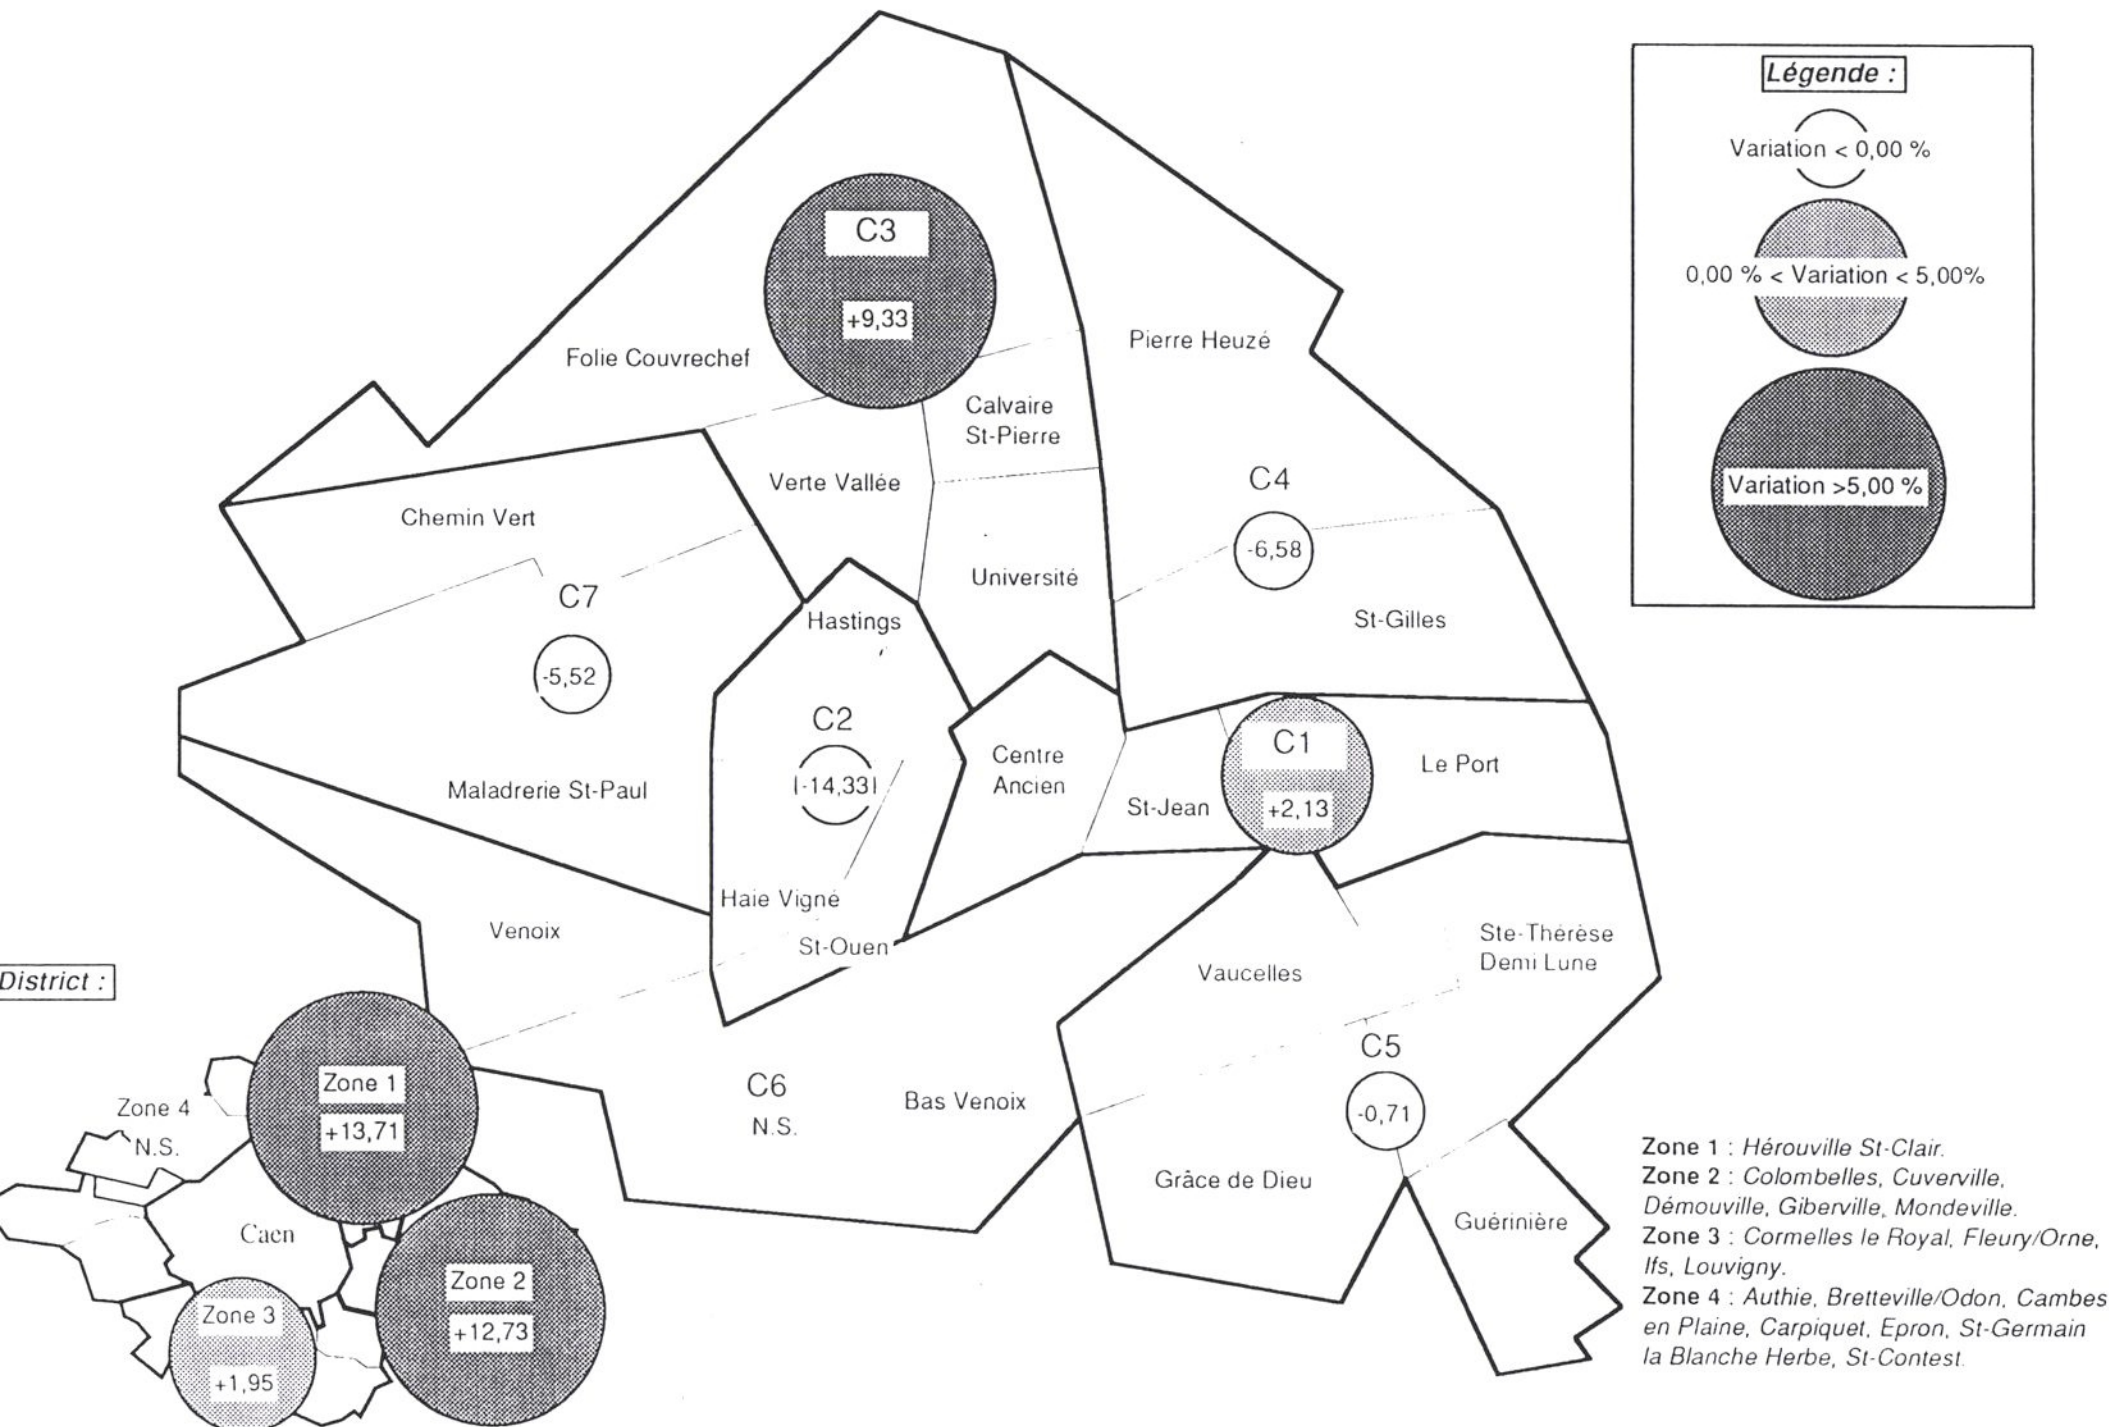 Légende :
Variation < 0,00 %
0,00 % < Variation < 5,00%
Variation >5,00 %
C3
+9,33
Folie Couvrechef
Pierre Heuzé
Calvaire
St-Pierre
Verte Vallée
C4
-6,58
Chemin Vert
Université
C7
-5,52
Hastings
St-Gilles
C2
-14,33
Centre
Ancien
C1
+2,13
Le Port
St-Jean
Maladrerie St-Paul
Haie Vigné
St-Ouen
Venoix
Vaucelles
Ste-Thérèse
Demi Lune
C5
-0,71
C6
N.S.
Bas Venoix
Grâce de Dieu
Guérinière
District :
Zone 1
+13,71
Zone 4
N.S.
Caen
Zone 2
+12,73
Zone 3
+1,95
Zone 1 : Hérouville St-Clair.
Zone 2 : Colombelles, Cuverville,
Démouville, Giberville, Mondeville.
Zone 3 : Cormelles le Royal, Fleury/Orne,
Ifs, Louvigny.
Zone 4 : Authie, Bretteville/Odon, Cambes
en Plaine, Carpiquet, Epron, St-Germain
la Blanche Herbe, St-Contest.